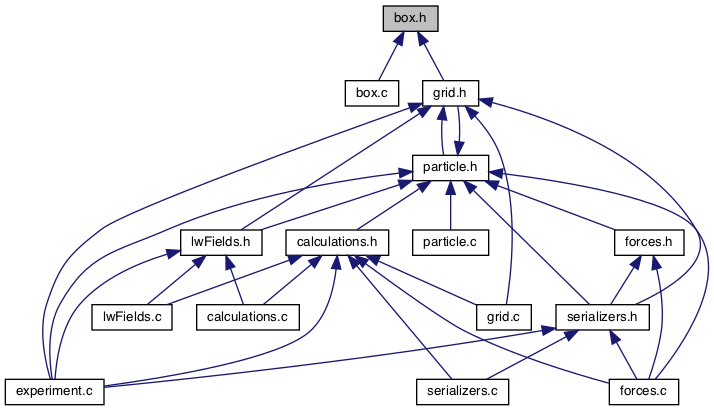 box.h
box.c
grid.h
particle.h
lwFields.h
calculations.h
particle.c
forces.h
lwFields.c
calculations.c
grid.c
serializers.h
experiment.c
serializers.c
forces.c